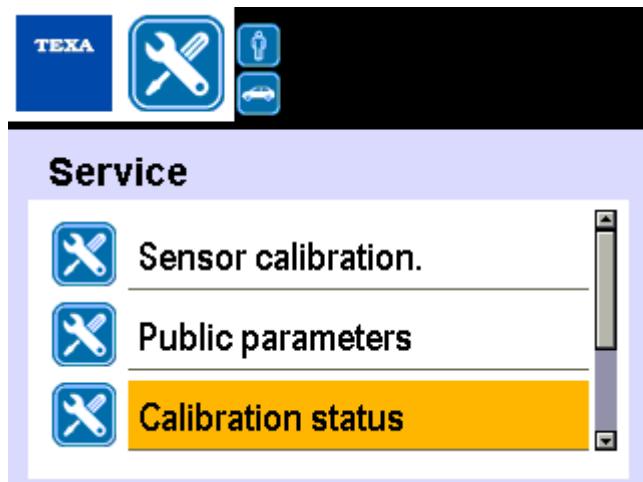 TEXA
Service
Sensor calibration.
Public parameters
Calibration status